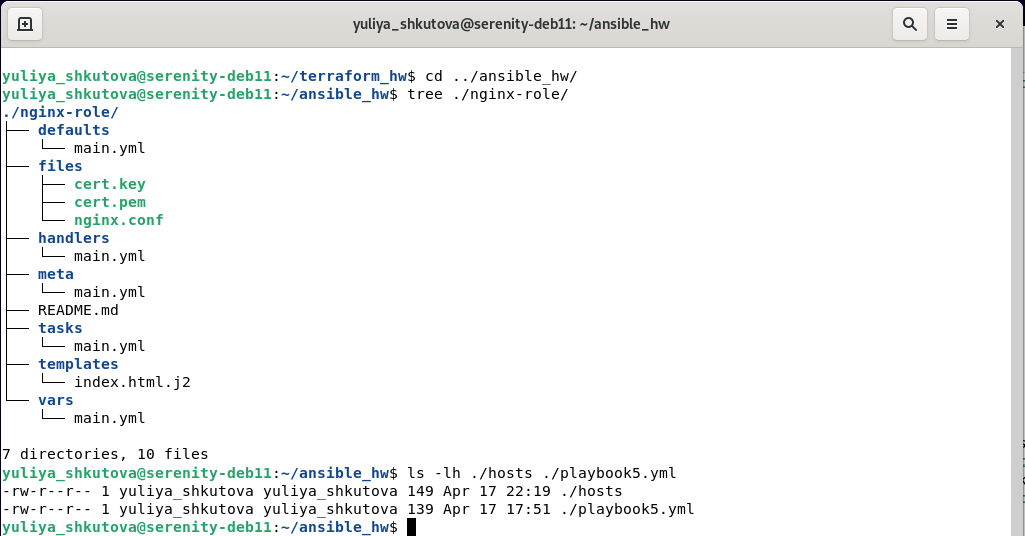 yuliya_shkutova@serenity-deb11: ~/ansible_hw
yuliya_shkutova@serenity-deb11:~/terraform_hw$ cd ../ansible_hw/
yuliya_shkutova@serenity-deb11:~/ansible_hw$ tree ./nginx-role/
./nginx-role/
├── defaults
│   └── main.yml
├── files
│   ├── cert.key
│   ├── cert.pem
│   └── nginx.conf
├── handlers
│   └── main.yml
├── meta
│   └── main.yml
├── README.md
├── tasks
│   └── main.yml
├── templates
│   └── index.html.j2
└── vars
    └── main.yml
7 directories, 10 files
yuliya_shkutova@serenity-deb11:~/ansible_hw$ ls -lh ./hosts ./playbook5.yml
-rw-r--r-- 1 yuliya_shkutova yuliya_shkutova 149 Apr 17 22:19 ./hosts
-rw-r--r-- 1 yuliya_shkutova yuliya_shkutova 139 Apr 17 17:51 ./playbook5.yml
yuliya_shkutova@serenity-deb11:~/ansible_hw$